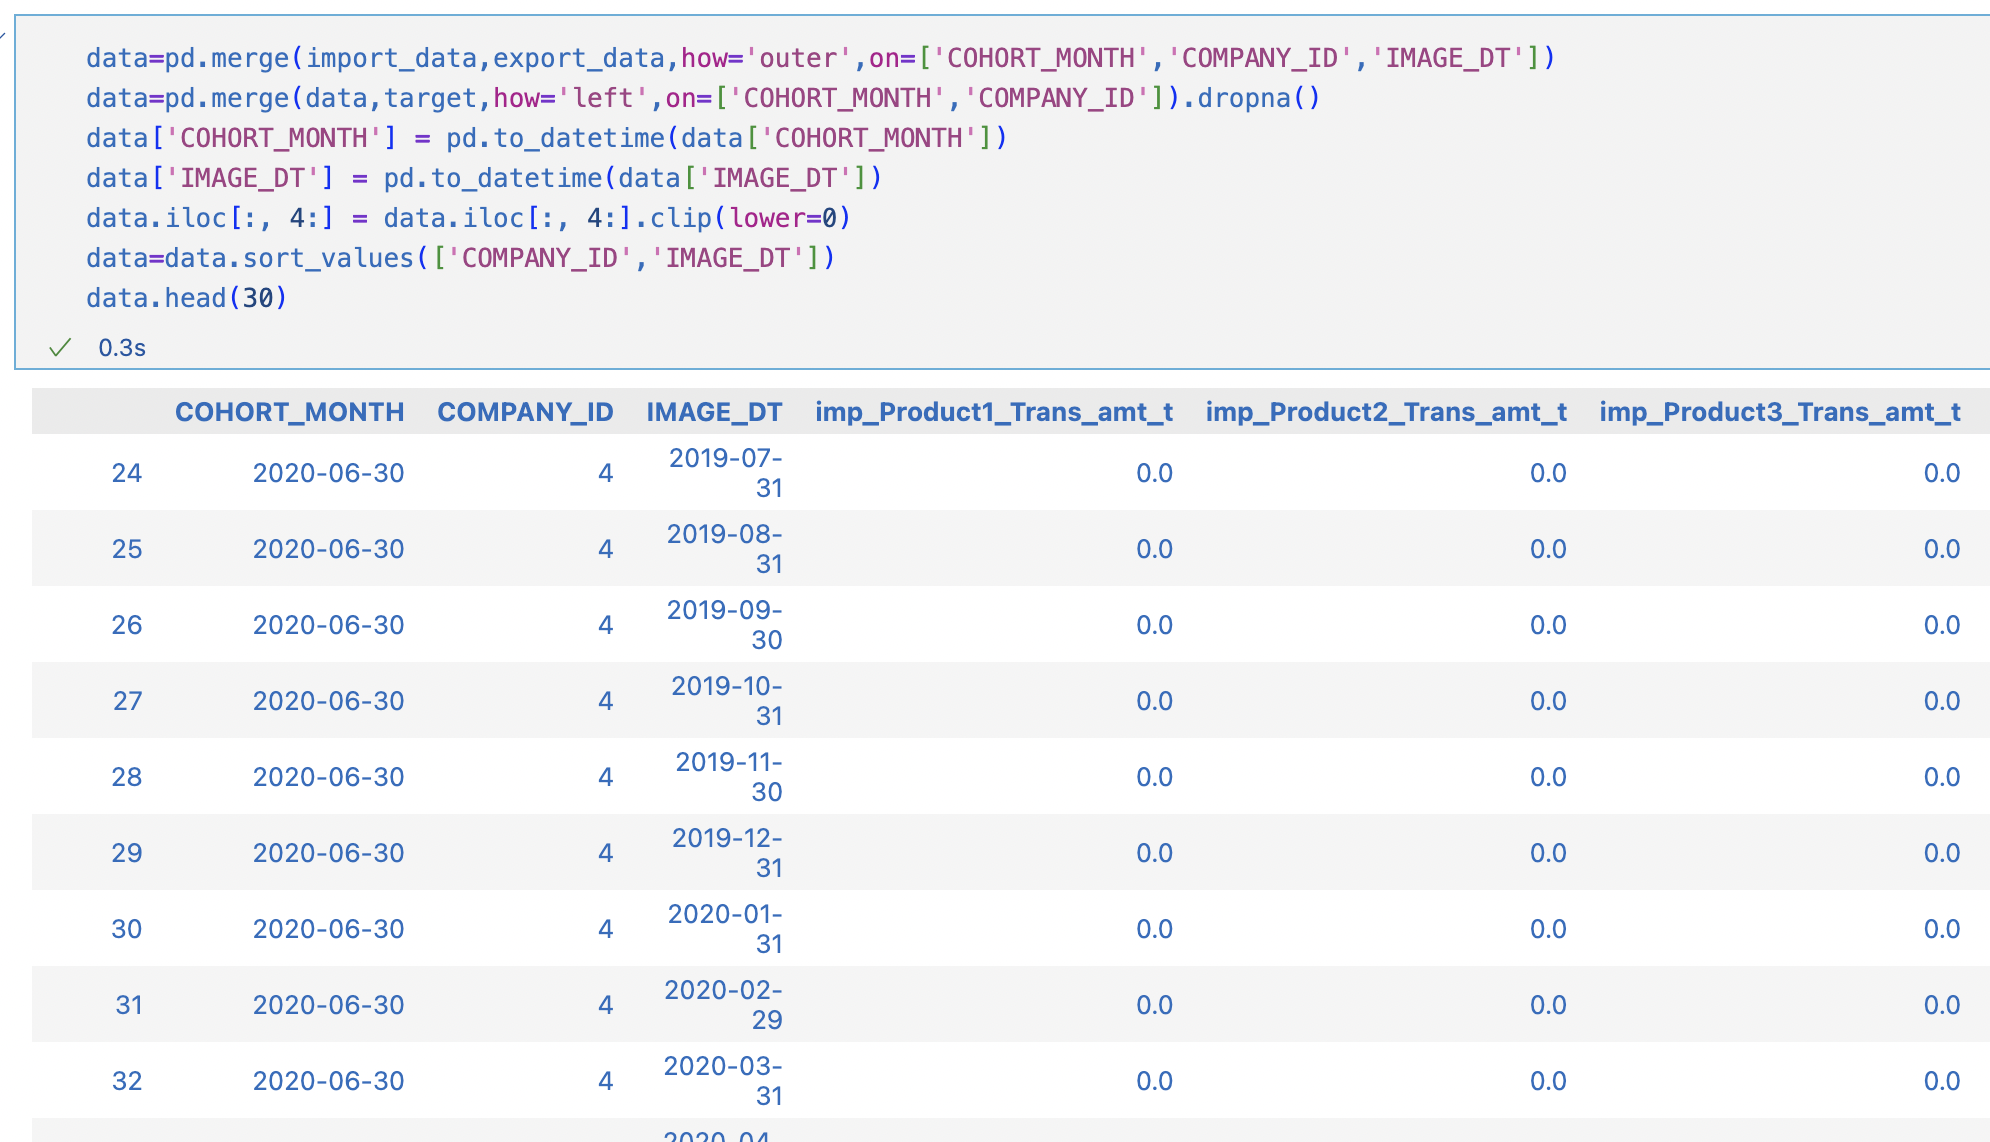 data=pd.merge(import_data,export_data,how='outer',on=['COHORT_MONTH','COMPANY_ID','IMAGE_DT'])
data=pd.merge(data,target,how='left',on=['COHORT_MONTH','COMPANY_ID']).dropna()
data['COHORT_MONTH'] = pd.to_datetime(data['COHORT_MONTH'])
data['IMAGE_DT'] = pd.to_datetime(data['IMAGE_DT'])
data.iloc[:, 4:] = data.iloc[:, 4:].clip(lower=0)
data=data.sort_values(['COMPANY_ID','IMAGE_DT'])
data.head(30)
0.3s
COHORT_MONTH COMPANY_ID IMAGE_DT imp_Product1_Trans_amt_t imp_Product2_Trans_amt_t imp_Product3_Trans_amt_t
24 2020-06-30 4 2019-07-
31 0.0 0.0 0.0
25 2020-06-30 4 2019-08-
31 0.0 0.0 0.0
26 2020-06-30 4 2019-09-
30 0.0 0.0 0.0
27 2020-06-30 4 2019-10-
31 0.0 0.0 0.0
28 2020-06-30 4 2019-11-
30 0.0 0.0 0.0
29 2020-06-30 4 2019-12-
31 0.0 0.0 0.0
30 2020-06-30 4 2020-01-
31 0.0 0.0 0.0
31 2020-06-30 4 2020-02-
29 0.0 0.0 0.0
32 2020-06-30 4 2020-03-
31 0.0 0.0 0.0
2020-04-